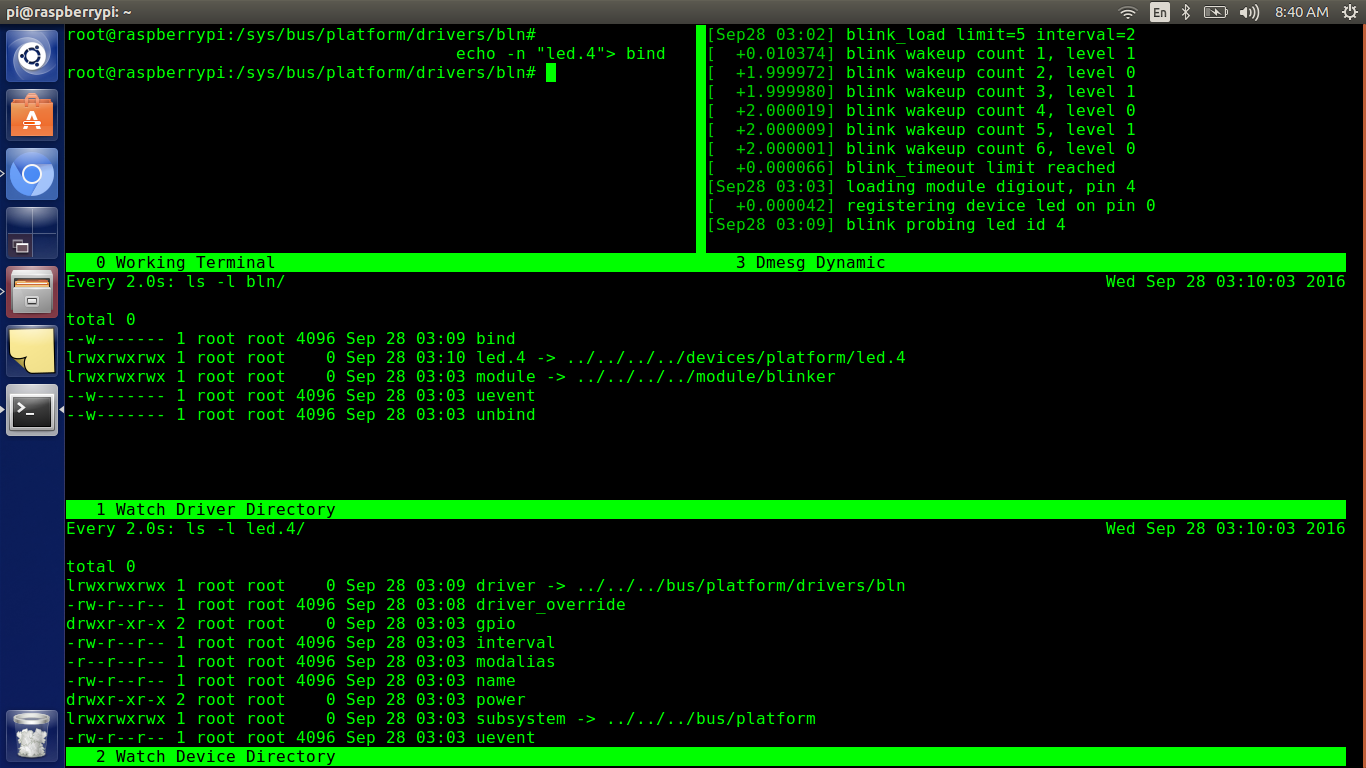 pi@raspberrypi: ~
En
8:40 AM
root@raspberrypi:/sys/bus/platform/drivers/bln#
echo -n "led.4"> bind
root@raspberrypi:/sys/bus/platform/drivers/bln#
[Sep28 03:02] blink_load limit=5 interval=2
[  +0.010374] blink wakeup count 1, level 1
[  +1.999972] blink wakeup count 2, level 0
[  +1.999980] blink wakeup count 3, level 1
[  +2.000019] blink wakeup count 4, level 0
[  +2.000009] blink wakeup count 5, level 1
[  +2.000001] blink wakeup count 6, level 0
[  +0.000066] blink_timeout limit reached
[Sep28 03:03] loading module digiout, pin 4
[  +0.000042] registering device led on pin 0
[Sep28 03:09] blink probing led id 4
0 Working Terminal
3 Dmesg Dynamic
Every 2.0s: ls -l bln/ Wed Sep 28 03:10:03 2016
total 0
--w------- 1 root root 4096 Sep 28 03:09 bind
lrwxrwxrwx 1 root root    0 Sep 28 03:10 led.4 -> ../../../../devices/platform/led.4
lrwxrwxrwx 1 root root    0 Sep 28 03:03 module -> ../../../../module/blinker
--w------- 1 root root 4096 Sep 28 03:03 uevent
--w------- 1 root root 4096 Sep 28 03:03 unbind
1 Watch Driver Directory
Every 2.0s: ls -l led.4/ Wed Sep 28 03:10:03 2016
total 0
lrwxrwxrwx 1 root root    0 Sep 28 03:09 driver -> ../../../bus/platform/drivers/bln
-rw-r--r-- 1 root root 4096 Sep 28 03:08 driver_override
drwxr-xr-x 2 root root    0 Sep 28 03:03 gpio
-rw-r--r-- 1 root root 4096 Sep 28 03:03 interval
-r--r--r-- 1 root root 4096 Sep 28 03:03 modalias
-rw-r--r-- 1 root root 4096 Sep 28 03:03 name
drwxr-xr-x 2 root root    0 Sep 28 03:03 power
lrwxrwxrwx 1 root root    0 Sep 28 03:03 subsystem -> ../../../bus/platform
-rw-r--r-- 1 root root 4096 Sep 28 03:03 uevent
2 Watch Device Directory